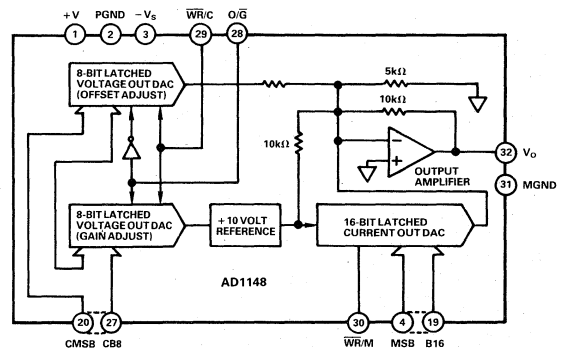 +V PGND −Vs W̅R̅/C O/G̅
1 2 3 29 28
8-BIT LATCHED
VOLTAGE OUT DAC
(OFFSET ADJUST)
5kΩ
10kΩ
10kΩ
−
+
OUTPUT
AMPLIFIER
32 Vo
31 MGND
8-BIT LATCHED
VOLTAGE OUT DAC
(GAIN ADJUST)
+10 VOLT
REFERENCE
16-BIT LATCHED
CURRENT OUT DAC
AD1148
20 27 30 4 19
CMSB CB8 W̅R̅/M MSB B16